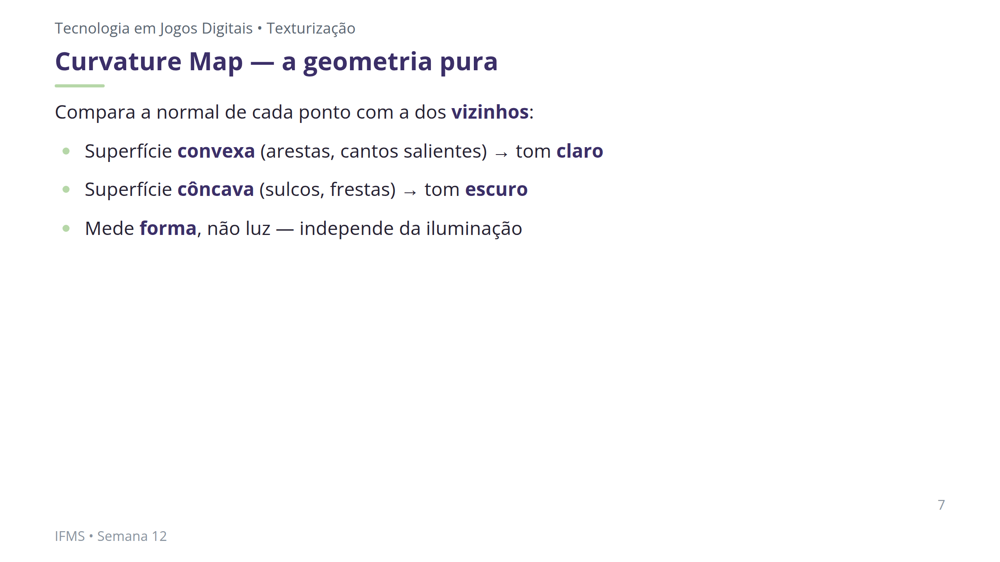 Tecnologia em Jogos Digitais • Texturização
Curvature Map — a geometria pura
Compara a normal de cada ponto com a dos vizinhos:
• Superfície convexa (arestas, cantos salientes) → tom claro
• Superfície côncava (sulcos, frestas) → tom escuro
• Mede forma, não luz — independe da iluminação
7
IFMS • Semana 12